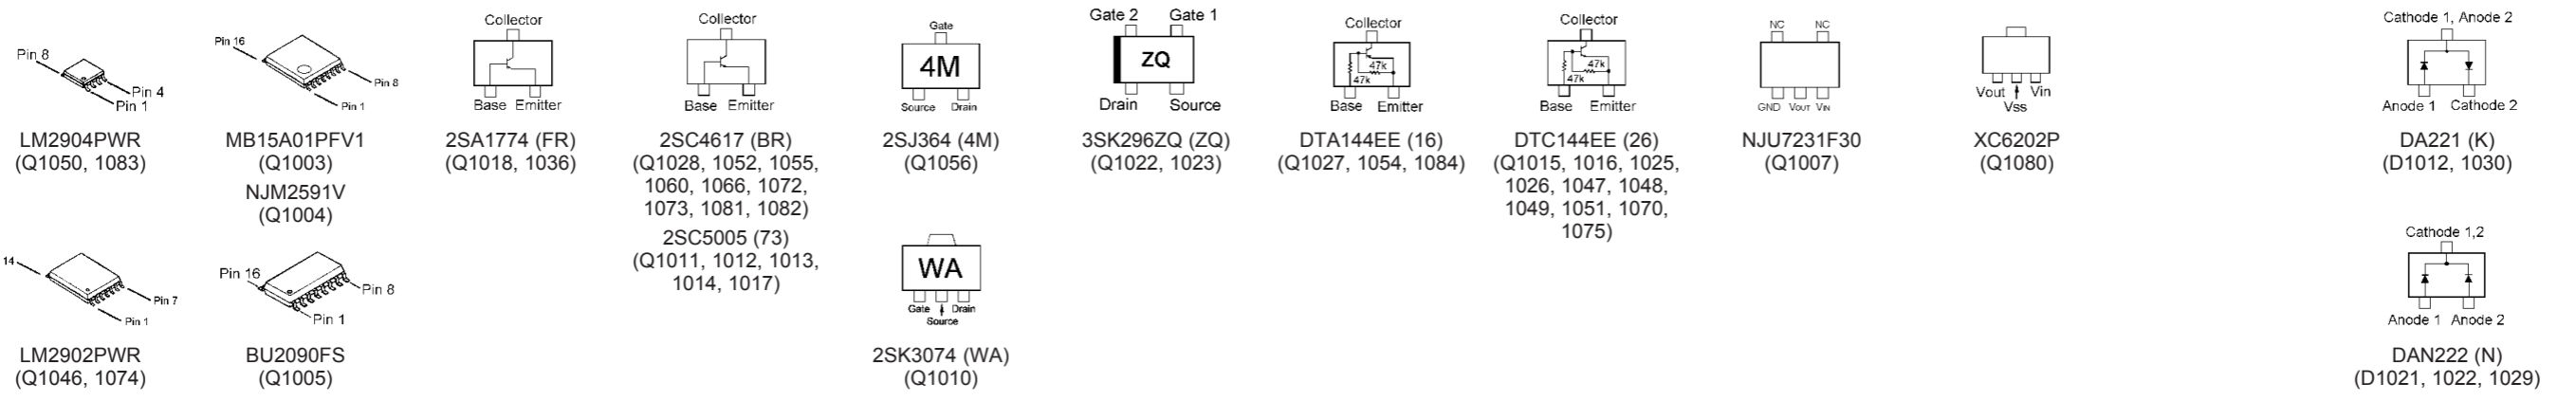 Pin 8
Pin 4
Pin 1
LM2904PWR
(Q1050, 1083)
14
Pin 7
Pin 1
LM2902PWR
(Q1046, 1074)
Pin 16
Pin 8
Pin 1
MB15A01PFV1
(Q1003)
NJM2591V
(Q1004)
Pin 16
Pin 8
Pin 1
BU2090FS
(Q1005)
Collector
Base Emitter
2SA1774 (FR)
(Q1018, 1036)
Collector
Base Emitter
2SC4617 (BR)
(Q1028, 1052, 1055,
1060, 1066, 1072,
1073, 1081, 1082)
2SC5005 (73)
(Q1011, 1012, 1013,
1014, 1017)
Gate
4M
Source Drain
2SJ364 (4M)
(Q1056)
WA
Gate Drain
Source
2SK3074 (WA)
(Q1010)
Gate 2 Gate 1
ZQ
Drain Source
3SK296ZQ (ZQ)
(Q1022, 1023)
Collector
47k
47k
Base Emitter
DTA144EE (16)
(Q1027, 1054, 1084)
Collector
47k
47k
Base Emitter
DTC144EE (26)
(Q1015, 1016, 1025,
1026, 1047, 1048,
1049, 1051, 1070,
1075)
NC NC
GND VOUT VIN
NJU7231F30
(Q1007)
Vout Vin
Vss
XC6202P
(Q1080)
Cathode 1, Anode 2
Anode 1 Cathode 2
DA221 (K)
(D1012, 1030)
Cathode 1,2
Anode 1 Anode 2
DAN222 (N)
(D1021, 1022, 1029)